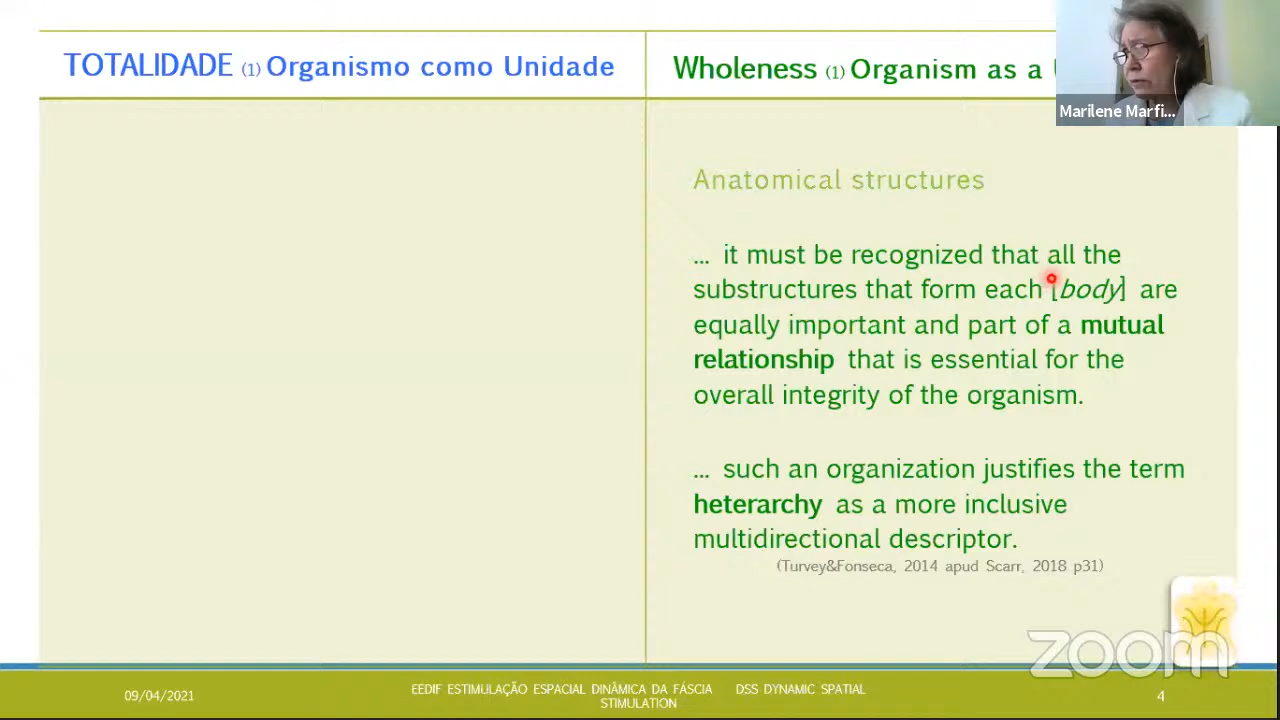 TOTALIDADE (1) Organismo como Unidade
Wholeness (1) Organism as a
Marilene Marfi...
Anatomical structures
... it must be recognized that all the
substructures that form each [body] are
equally important and part of a mutual
relationship that is essential for the
overall integrity of the organism.
... such an organization justifies the term
heterarchy as a more inclusive
multidirectional descriptor.
(Turvey&Fonseca, 2014 apud Scarr, 2018 p31)
zoom
09/04/2021
EEDIF ESTIMULAÇÃO ESPACIAL DINÂMICA DA FÁSCIA DSS DYNAMIC SPATIAL
STIMULATION
4